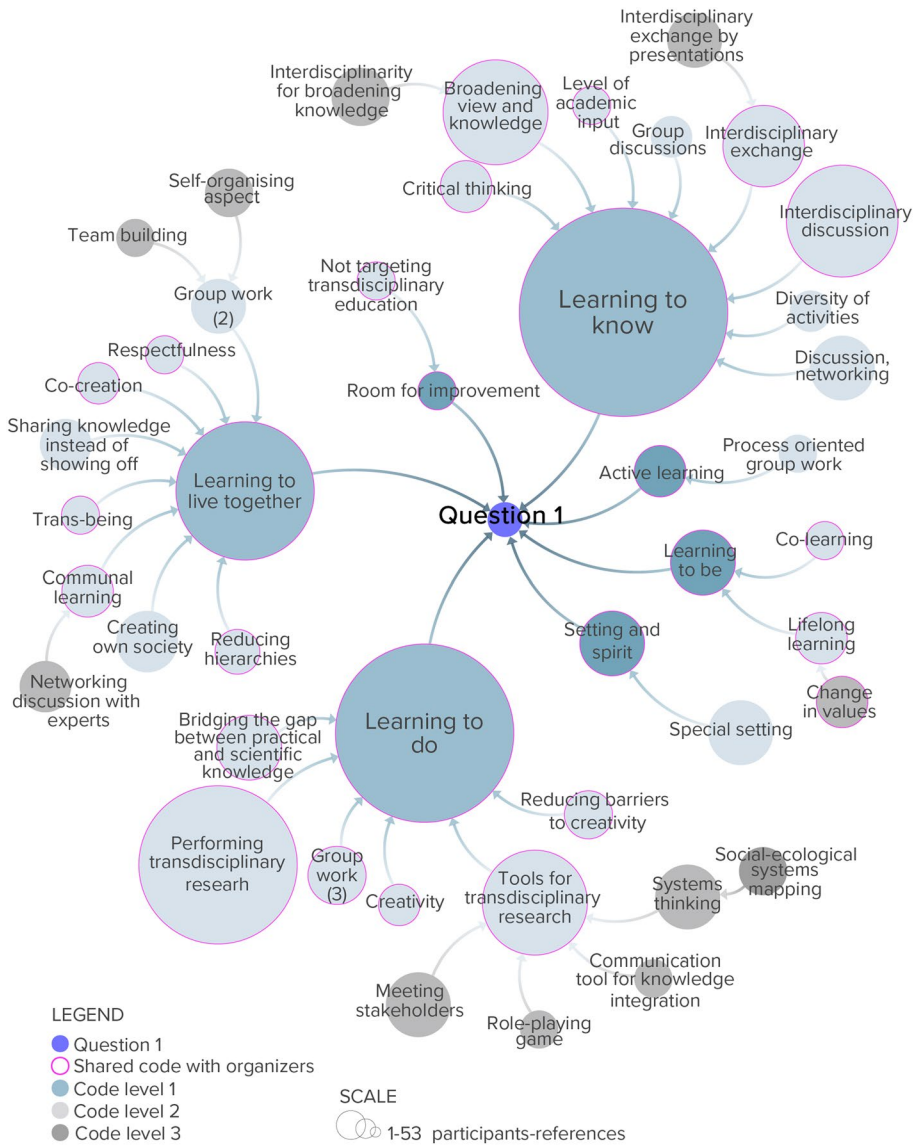 Interdisciplinary
exchange by
presentations
Interdisciplinarity
for broadening
knowledge
Broadening
view and
knowledge
Level of
academic
input
Group
discussions
Interdisciplinary
exchange
Critical thinking
Interdisciplinary
discussion
Self-organising
aspect
Team building
Group work
(2)
Not targeting
transdisciplinary
education
Learning to
know
Diversity of
activities
Discussion,
networking
Respectfulness
Co-creation
Room for improvement
Sharing knowledge
instead of
showing off
Learning to
live together
Active learning
Process oriented
group work
Trans-being
Question 1
Learning
to be
Co-learning
Communal
learning
Creating
own society
Reducing
hierarchies
Setting and
spirit
Lifelong
learning
Networking
discussion with
experts
Change
in values
Special setting
Bridging the gap
between practical
and scientific
knowledge
Learning to
do
Performing
transdisciplinary
researh
Group
work
(3)
Creativity
Reducing barriers
to creativity
Tools for
transdisciplinary
research
Systems
thinking
Social-ecological
systems
mapping
Meeting
stakeholders
Role-playing
game
Communication
tool for knowledge
integration
LEGEND
Question 1
Shared code with organizers
Code level 1
Code level 2
Code level 3
SCALE
1-53 participants-references